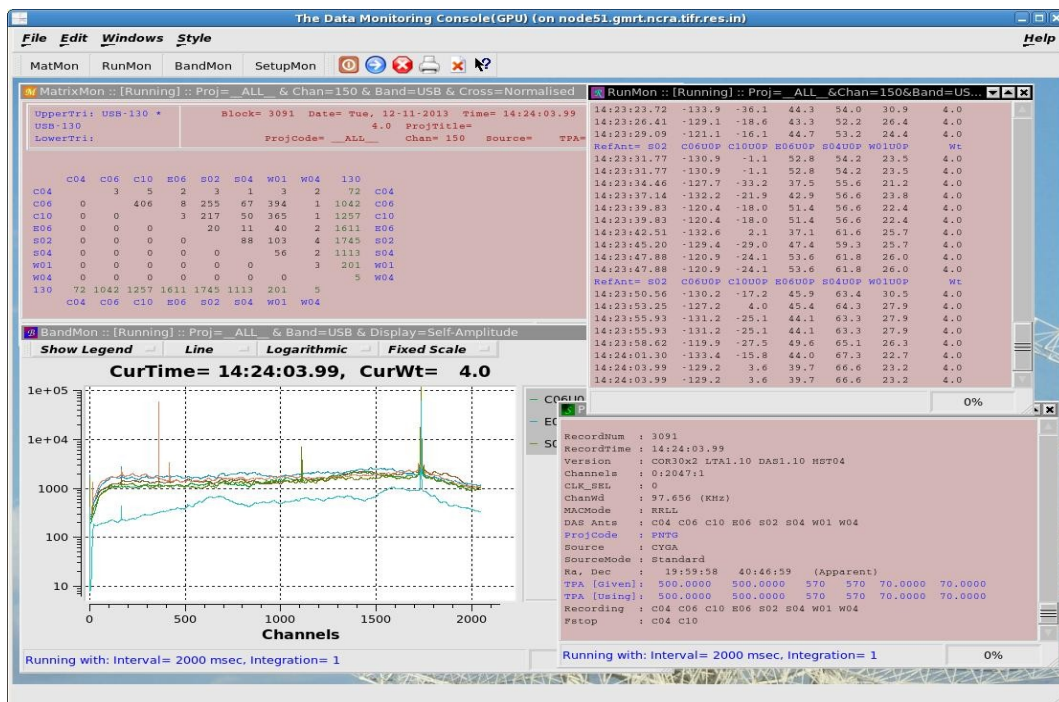 The Data Monitoring Console(GPU) (on node51.gmrt.ncra.tifr.res.in)
File Edit Windows Style Help
MatMon RunMon BandMon SetupMon
MatrixMon :: [Running] :: Proj=__ALL__ & Chan=150 & Band=USB & Cross=Normalised
UpperTri: USB-130 * Block= 3091 Date= Tue, 12-11-2013 Time= 14:24:03.99
USB-130 4.0 ProjTitle=
LowerTri: ProjCode= __ALL__ Chan= 150 Source= TPA=
C04 C06 C10 E06 S02 S04 W01 W04 130
C04 3 5 2 3 1 3 2 72 C04
C06 0 406 8 255 67 394 1 1042 C06
C10 0 0 3 217 50 365 1 1257 C10
E06 0 0 0 20 11 40 2 1611 E06
S02 0 0 0 0 88 103 4 1745 S02
S04 0 0 0 0 0 56 2 1113 S04
W01 0 0 0 0 0 0 3 201 W01
W04 0 0 0 0 0 0 0 5 W04
130 72 1042 1257 1611 1745 1113 201 5
C04 C06 C10 E06 S02 S04 W01 W04
RunMon :: [Running] :: Proj=__ALL__&Chan=150&Band=US...
14:23:23.72 -133.9 -36.1 44.3 54.0 30.9 4.0
14:23:26.41 -129.1 -18.6 43.3 52.2 26.4 4.0
14:23:29.09 -121.1 -16.1 44.7 53.2 24.4 4.0
RefAnt= S02 C06U0P C10U0P E06U0P S04U0P W01U0P Wt
14:23:31.77 -130.9 -1.1 52.8 54.2 23.5 4.0
14:23:31.77 -130.9 -1.1 52.8 54.2 23.5 4.0
14:23:34.46 -127.7 -33.2 37.5 55.6 21.2 4.0
14:23:37.14 -132.2 -21.9 42.9 56.6 23.8 4.0
14:23:39.83 -120.4 -18.0 51.4 56.6 22.4 4.0
14:23:39.83 -120.4 -18.0 51.4 56.6 22.4 4.0
14:23:42.51 -132.6 2.1 37.1 61.6 25.7 4.0
14:23:45.20 -129.4 -29.0 47.4 59.3 25.7 4.0
14:23:47.88 -120.9 -24.1 53.6 61.8 26.0 4.0
14:23:47.88 -120.9 -24.1 53.6 61.8 26.0 4.0
RefAnt= S02 C06U0P C10U0P E06U0P S04U0P W01U0P Wt
14:23:50.56 -130.2 -17.2 45.9 63.4 30.5 4.0
14:23:53.25 -127.2 4.0 45.4 64.3 27.9 4.0
14:23:55.93 -131.2 -25.1 44.1 63.3 27.9 4.0
14:23:55.93 -131.2 -25.1 44.1 63.3 27.9 4.0
14:23:58.62 -119.9 -27.5 49.6 65.1 26.3 4.0
14:24:01.30 -133.4 -15.8 44.0 67.3 22.7 4.0
14:24:03.99 -129.2 3.6 39.7 66.6 23.2 4.0
14:24:03.99 -129.2 3.6 39.7 66.6 23.2 4.0
0%
BandMon :: [Running] :: Proj=__ALL__ & Band=USB & Display=Self-Amplitude
Show Legend Line Logarithmic Fixed Scale
CurTime= 14:24:03.99, CurWt= 4.0
1e+05
1e+04
1000
100
10
0 500 1000 1500 2000
Channels
C06U0
E0
S0
Running with: Interval= 2000 msec, Integration= 1
RecordNum : 3091
RecordTime : 14:24:03.99
Version : COR30x2 LTA1.10 DAS1.10 HST04
Channels : 0:2047:1
CLK_SEL : 0
ChanWd : 97.656 (KHz)
MACMode : RRLL
DAS Ants : C04 C06 C10 E06 S02 S04 W01 W04
ProjCode : PNTG
Source : CYGA
SourceMode : Standard
Ra, Dec : 19:59:58 40:46:59 (Apparent)
TPA [Given]: 500.0000 500.0000 570 570 70.0000 70.0000
TPA [Using]: 500.0000 500.0000 570 570 70.0000 70.0000
Recording : C04 C06 C10 E06 S02 S04 W01 W04
Fstop : C04 C10
Running with: Interval= 2000 msec, Integration= 1
0%